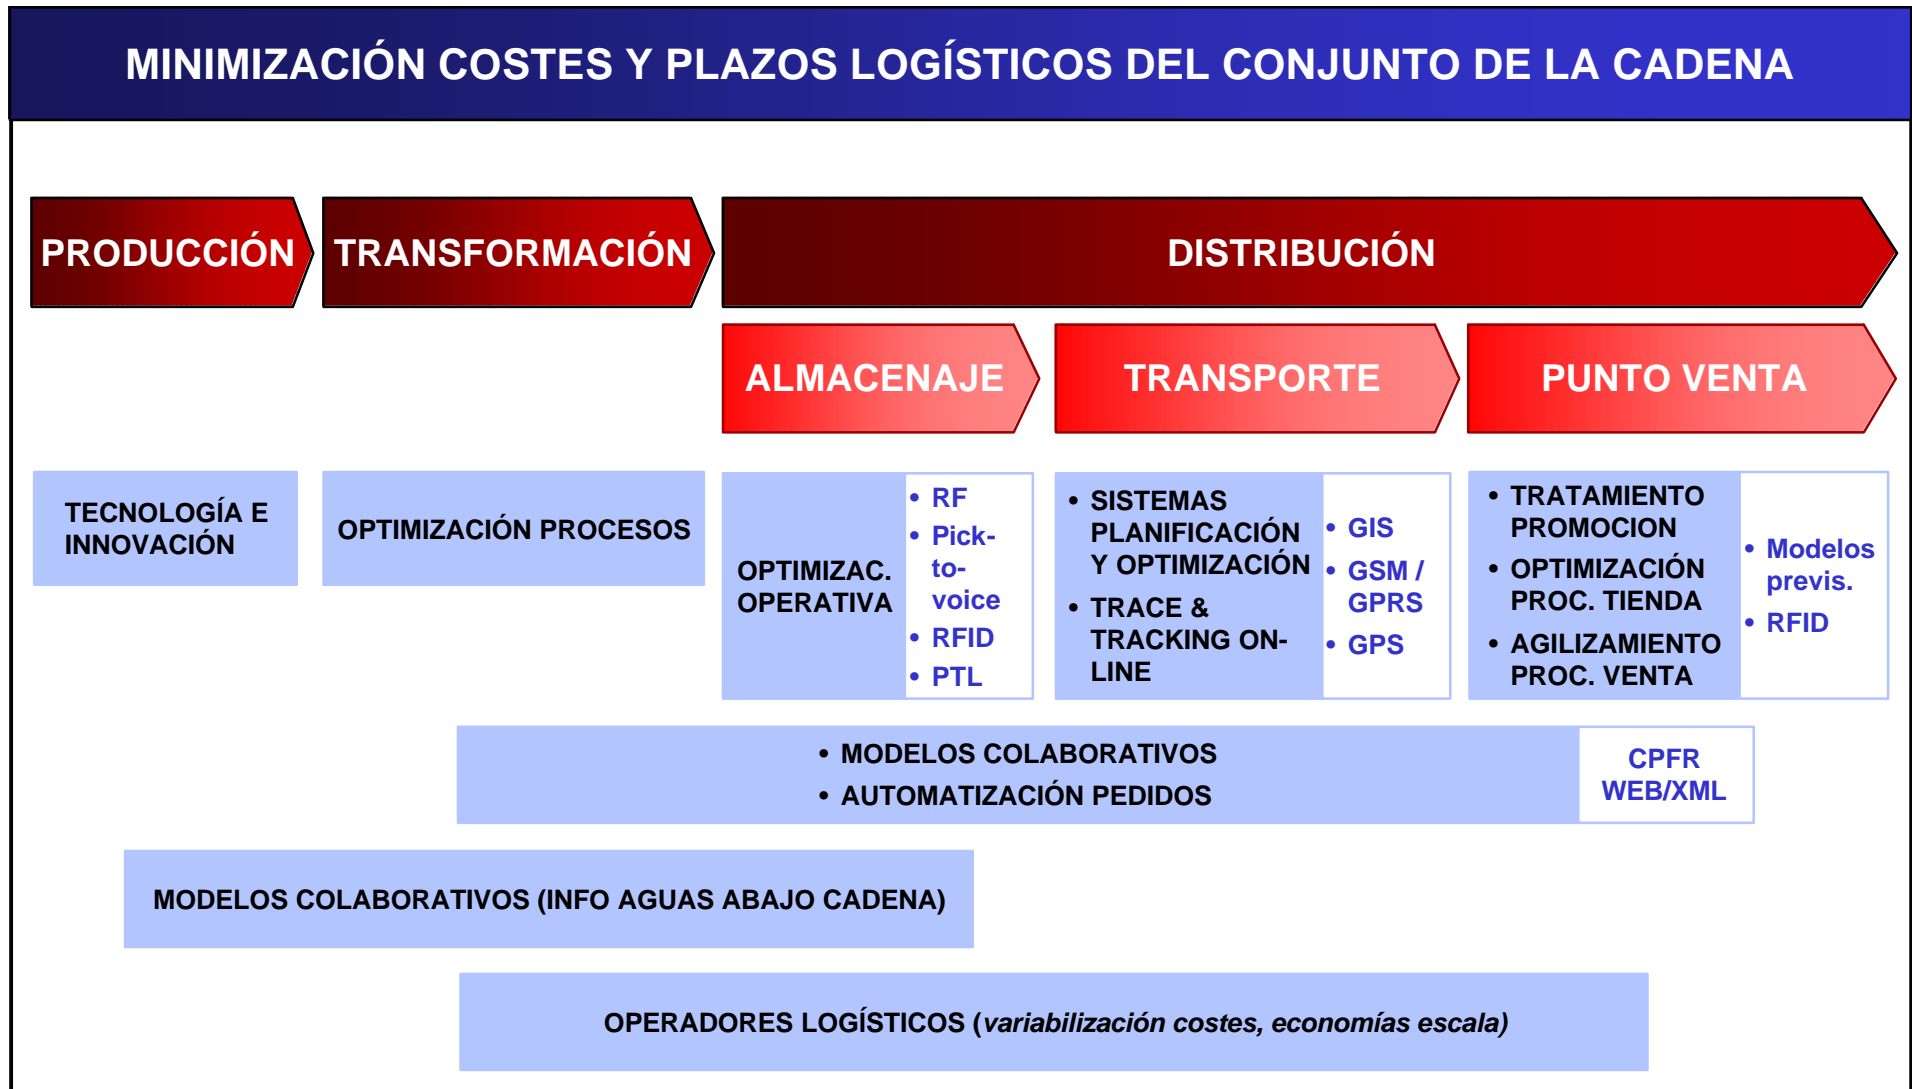 MINIMIZACIÓN COSTES Y PLAZOS LOGÍSTICOS DEL CONJUNTO DE LA CADENA
PRODUCCIÓN
TRANSFORMACIÓN
DISTRIBUCIÓN
ALMACENAJE
TRANSPORTE
PUNTO VENTA
TECNOLOGÍA E
INNOVACIÓN
OPTIMIZACIÓN PROCESOS
OPTIMIZAC.
OPERATIVA
• RF
• Pick-
to-
voice
• RFID
• PTL
• SISTEMAS
PLANIFICACIÓN
Y OPTIMIZACIÓN
• TRACE &
TRACKING ON-
LINE
• GIS
• GSM /
GPRS
• GPS
• TRATAMIENTO
PROMOCION
• OPTIMIZACIÓN
PROC. TIENDA
• AGILIZAMIENTO
PROC. VENTA
• Modelos
previs.
• RFID
• MODELOS COLABORATIVOS
• AUTOMATIZACIÓN PEDIDOS
CPFR
WEB/XML
MODELOS COLABORATIVOS (INFO AGUAS ABAJO CADENA)
OPERADORES LOGÍSTICOS (variabilización costes, economías escala)